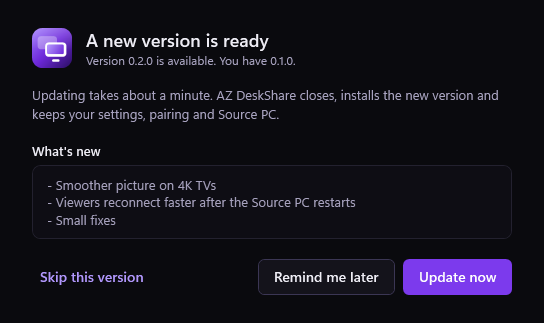 A new version is ready
Version 0.2.0 is available. You have 0.1.0.
Updating takes about a minute. AZ DeskShare closes, installs the new version and
keeps your settings, pairing and Source PC.
What's new
- Smoother picture on 4K TVs
- Viewers reconnect faster after the Source PC restarts
- Small fixes
Skip this version
Remind me later
Update now